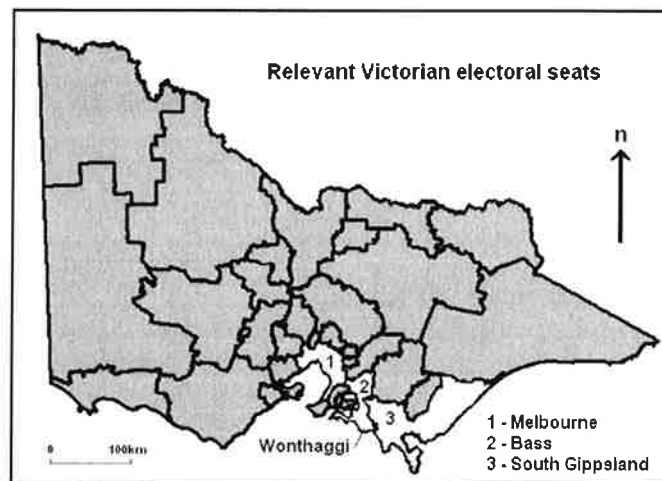 Relevant Victorian electoral seats
n
1
2
3
Wonthaggi
0 100km
1 - Melbourne
2 - Bass
3 - South Gippsland